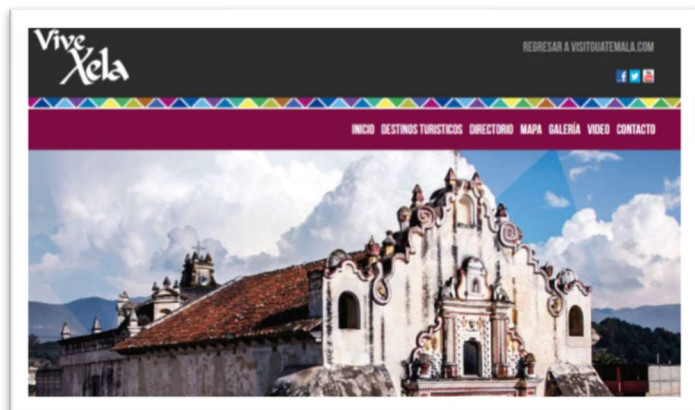 Vive
Xela
REGRESAR A VISITGUATEMALA.COM
INICIO DESTINOS TURISTICOS DIRECTORIO MAPA GALERÍA VIDEO CONTACTO